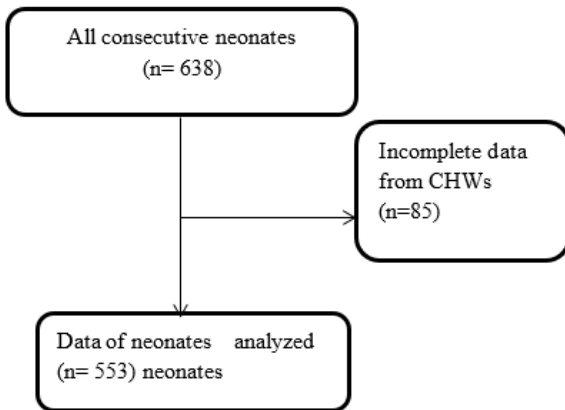 All consecutive neonates
(n= 638)
Incomplete data
from CHWs
(n=85)
Data of neonates analyzed
(n= 553) neonates